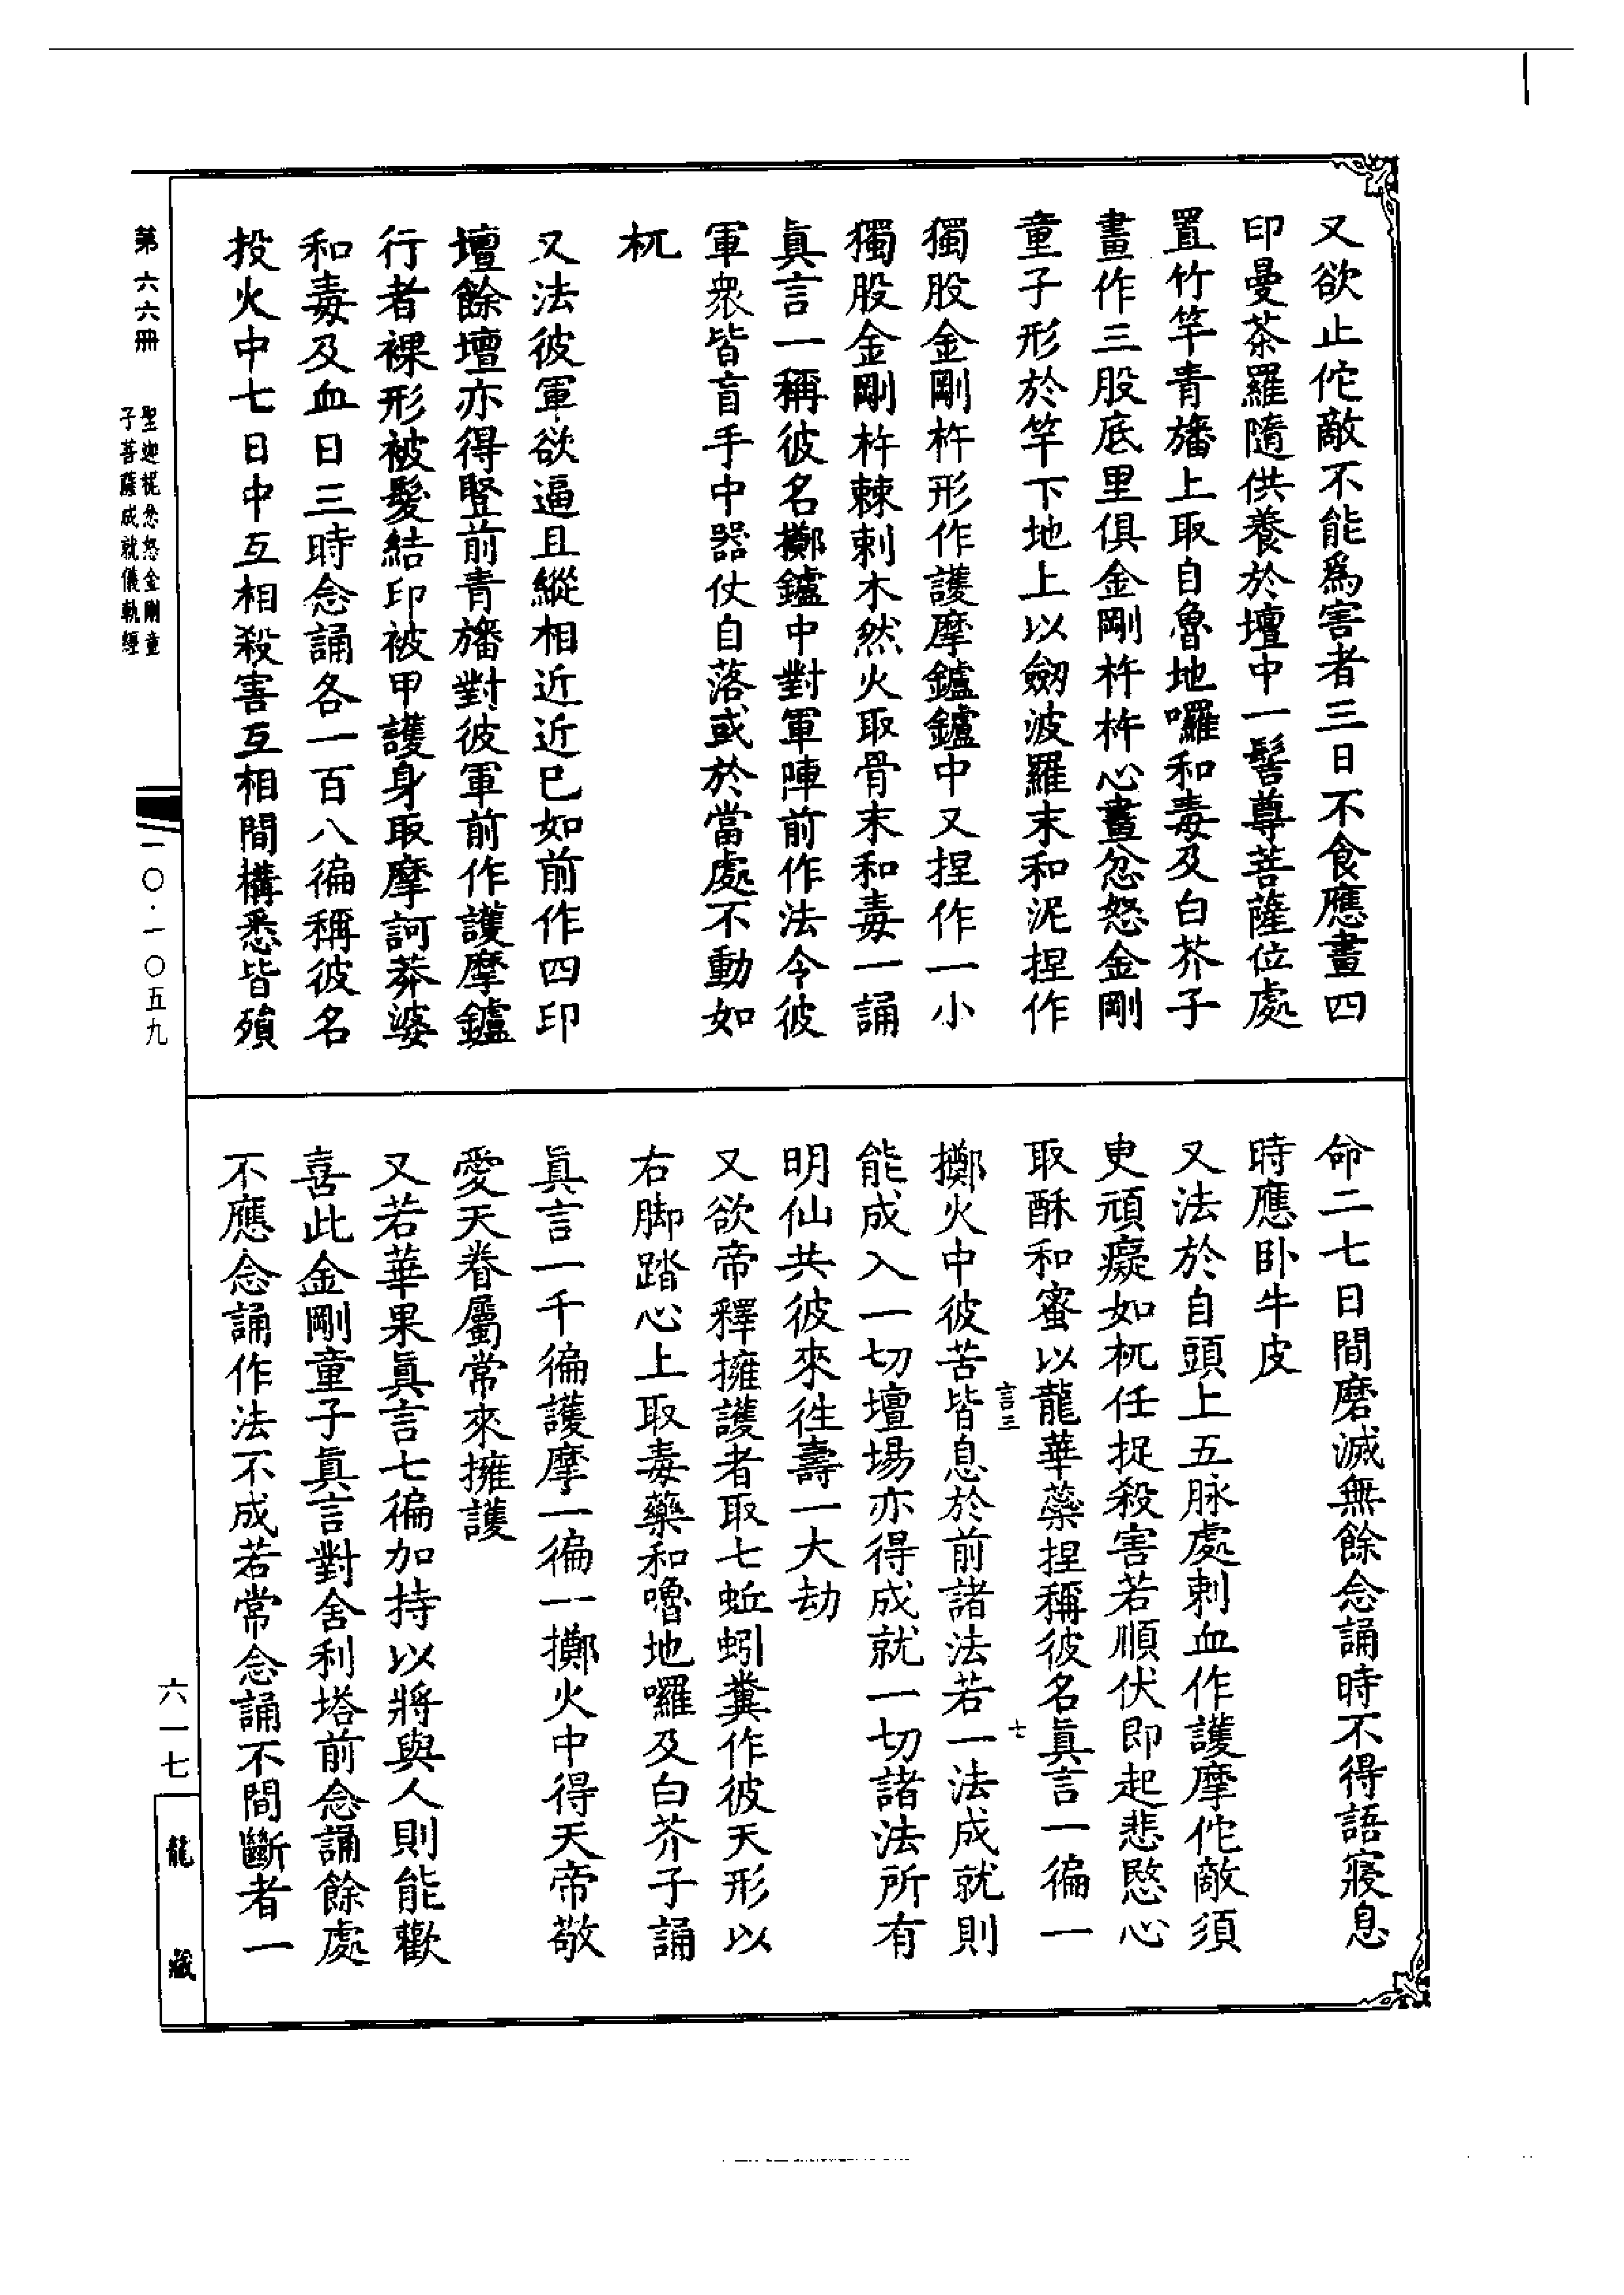 又欲止佗敵不能為害者三日不食應畫四
印曼荼羅隨供養於壇中一髻尊菩薩位處
置竹竿青旛上取自魯地囉和毒及白芥子
畫作三股底里俱金剛杵杵心畫忿怒金剛
童子形於竿下地上以劒波羅末和泥捏作
獨股金剛杵形作護摩鑪鑪中又捏作一小
獨股金剛杵棘剌木然火取骨末和毒一誦
眞言一稱彼名擲鑪中對軍陣前作法令彼
軍衆皆盲手中器仗自落或於當處不動如
杌
又法彼軍欲逼且縱相近近已如前作四印
壇餘壇亦得竪前青旛對彼軍前作護摩鑪
行者裸形被髮結印被甲護身取摩訶莽婆
和毒及血日三時念誦各一百八徧稱彼名
投火中七日中互相殺害互相間構悉皆殞
命二七日間磨滅無餘念誦時不得語寢息
時應卧牛皮
又法於自頭上五脉處剌血作護摩佗敵須
更頑癡如杌任捉殺害若順伏即起悲愍心
取酥和蜜以龍華藥捏稱彼名眞言一徧一
言三
七
擲火中彼苦皆息於前諸法若一法成就則
能成入一切壇場亦得成就一切諸法所有
明仙共彼來徃壽一大劫
又欲帝釋擁護者取七蚯蚓糞作彼天形以
右脚踏心上取毒藥和嚕地囉及白芥子誦
眞言一千徧護摩一徧一擲火中得天帝敬
愛天眷屬常來擁護
又若華果眞言七徧加持以將與人則能歡
喜此金剛童子眞言對舍利塔前念誦餘處
不應念誦作法不成若常念誦不間斷者一
第六六冊
聖迦柅忿怒金剛童
子菩薩成就儀軌經
一〇·一〇五九
六一七
龍藏